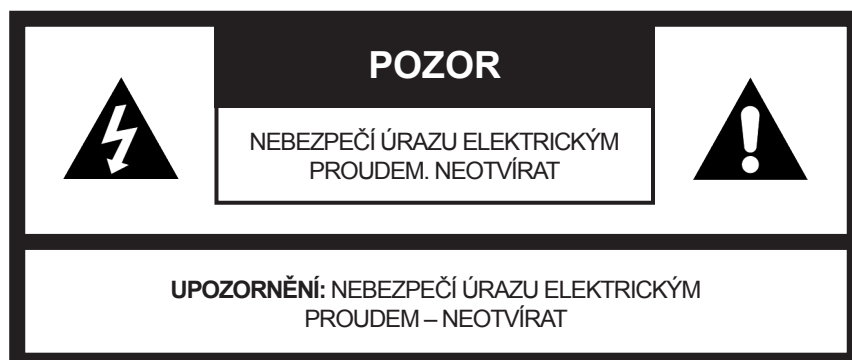 POZOR
NEBEZPEČÍ ÚRAZU ELEKTRICKÝM
PROUDEM. NEOTVÍRAT
UPOZORNĚNÍ: NEBEZPEČÍ ÚRAZU ELEKTRICKÝM
PROUDEM – NEOTVÍRAT